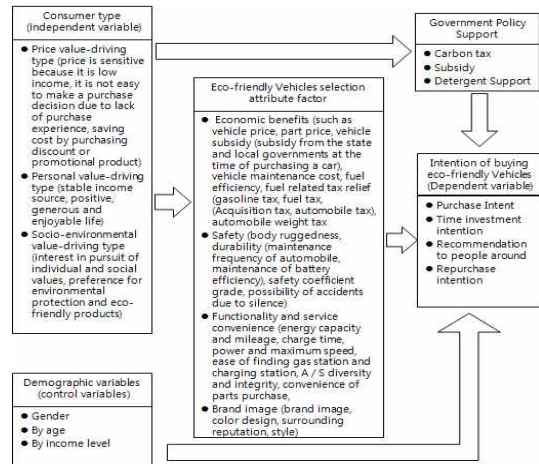 Consumer type
(independent variable)
● Price value-driving
type (price is sensitive
because it is low
income, it is not easy
to make a purchase
decision due to lack of
purchase
experience, saving
cost by purchasing
discount or
promotional product)
● Personal value-driving
type (stable income
source, positive,
generous and
enjoyable life)
● Socio-environmental
value-driving type
(interest in pursuit of
individual and social
values, preference for
environmental
protection and eco-
friendly products)
Demographic variables
(control variables)
● Gender
● By age
● By income level
Eco-friendly Vehicles selection
attribute factor
● Economic benefits (such as
vehicle price, part price, vehicle
subsidy (subsidy from the state
and local governments at the
time of purchasing a car),
vehicle maintenance cost, fuel
efficiency, fuel related tax relief
(gasoline tax, fuel tax,
(Acquisition tax, automobile tax),
automobile weight tax
● Safety (body ruggedness,
durability (maintenance
frequency of automobile,
maintenance of battery
efficiency), safety coefficient
grade, possibility of accidents
due to silence)
● Functionality and service
convenience (energy capacity
and mileage, charge time,
power and maximum speed,
ease of finding gas station and
charging station, A / S diversity
and integrity, convenience of
parts purchase,
● Brand image (brand image,
color design, surrounding
reputation, style)
Government Policy
Support
● Carbon tax
● Subsidy
● Detergent Support
Intention of buying
eco-friendly Vehicles
(Dependent variable)
● Purchase Intent
● Time investment
intention
● Recommendation
to people around
● Repurchase
intention